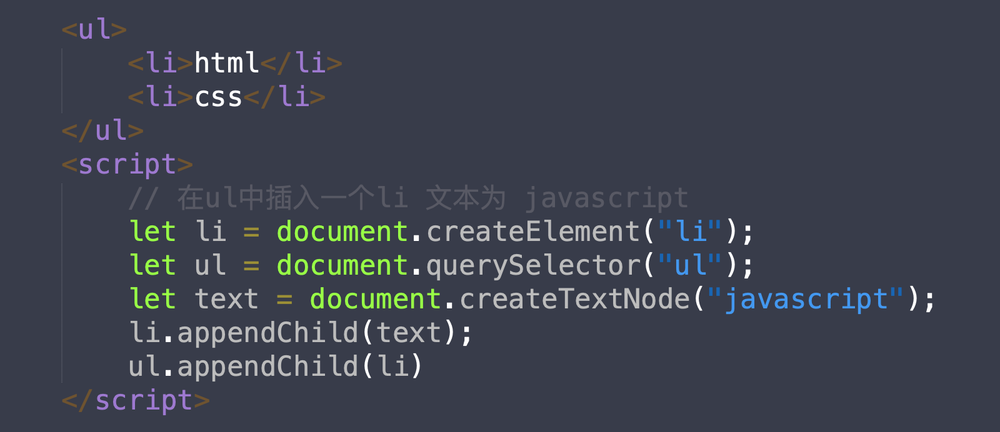 <ul>
<li>html</li>
<li>css</li>
</ul>
<script>
// 在ul中插入一个li 文本为 javascript
let li = document.createElement("li");
let ul = document.querySelector("ul");
let text = document.createTextNode("javascript");
li.appendChild(text);
ul.appendChild(li)
</script>